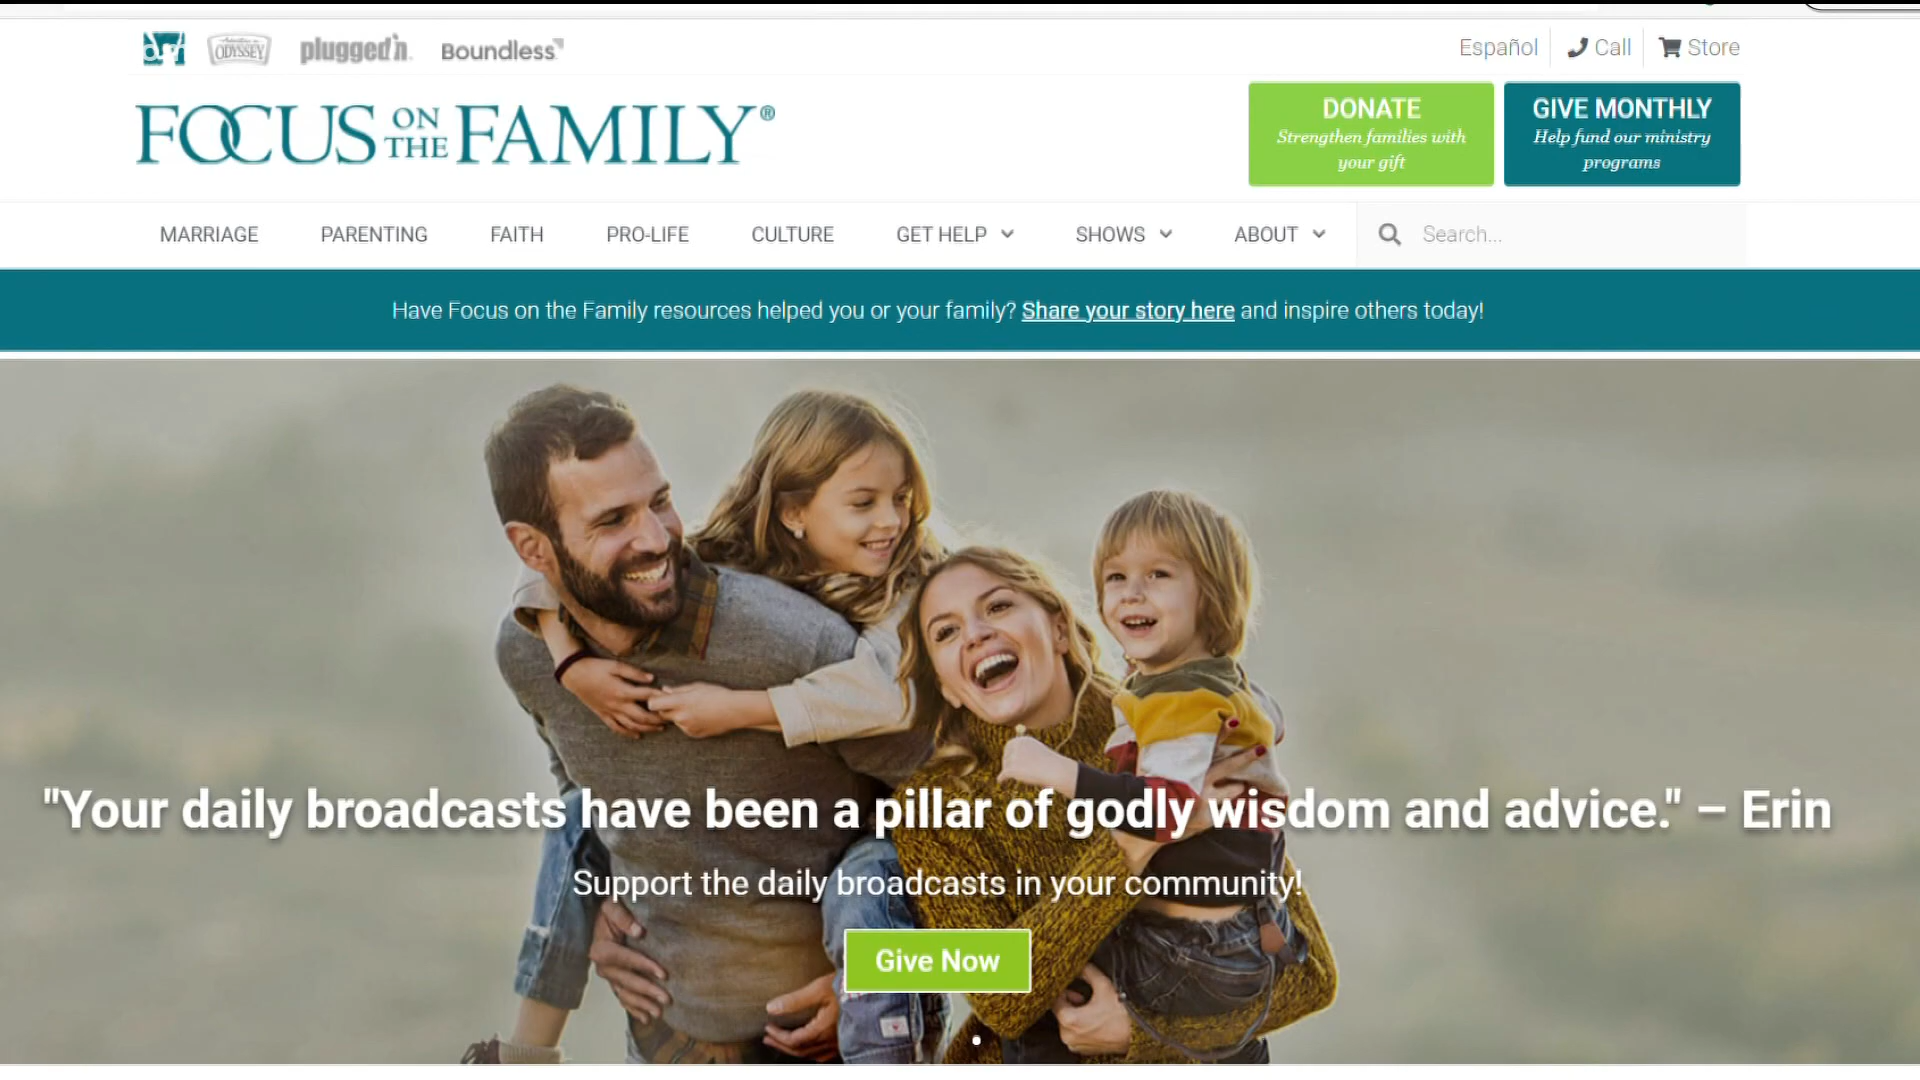 Adventures in
ODYSSEY
pluggedin.
Boundless
Español
Call
Store
FOCUS ON THE FAMILY®
DONATE
Strengthen families with
your gift
GIVE MONTHLY
Help fund our ministry
programs
MARRIAGE
PARENTING
FAITH
PRO-LIFE
CULTURE
GET HELP
SHOWS
ABOUT
Search...
Have Focus on the Family resources helped you or your family? Share your story here and inspire others today!
"Your daily broadcasts have been a pillar of godly wisdom and advice." – Erin
Support the daily broadcasts in your community!
Give Now